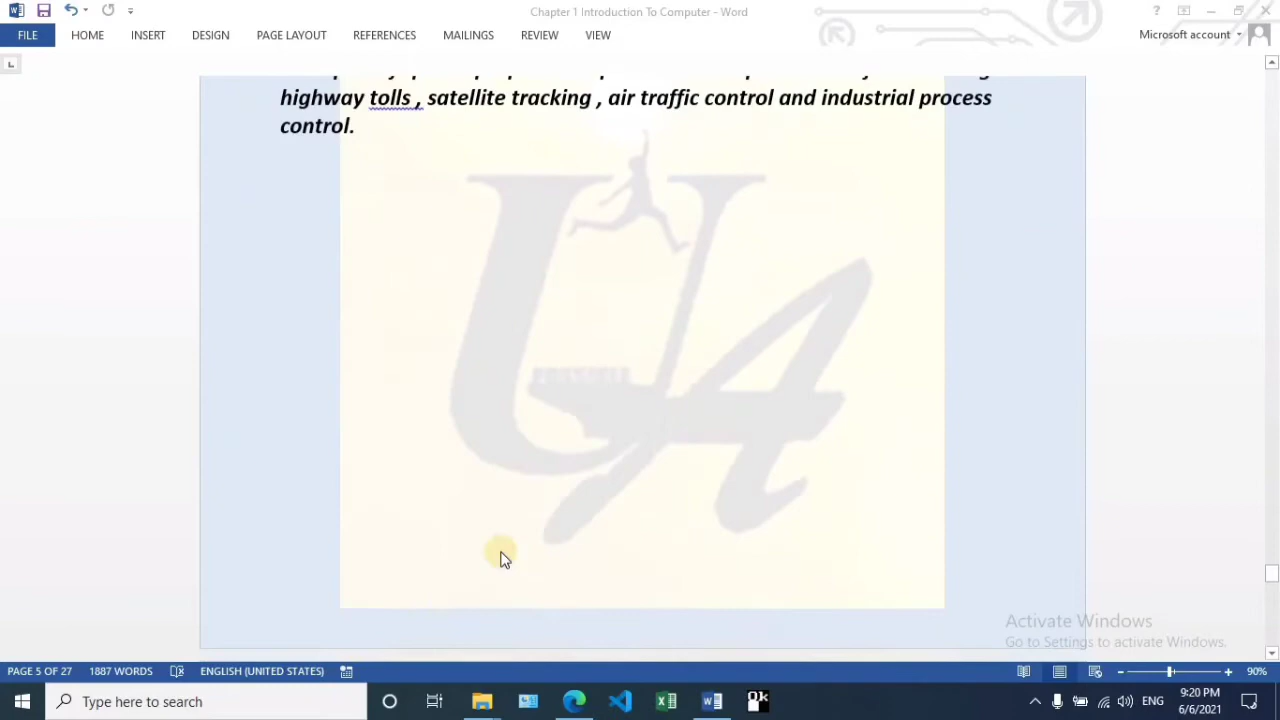 Chapter 1 Introduction To Computer - Word
FILE HOME INSERT DESIGN PAGE LAYOUT REFERENCES MAILINGS REVIEW VIEW Microsoft account
highway tolls , satellite tracking , air traffic control and industrial process
control.
Activate Windows
Go to Settings to activate Windows.
PAGE 5 OF 27 1887 WORDS ENGLISH (UNITED STATES) 90%
Type here to search ENG 9:20 PM
6/6/2021